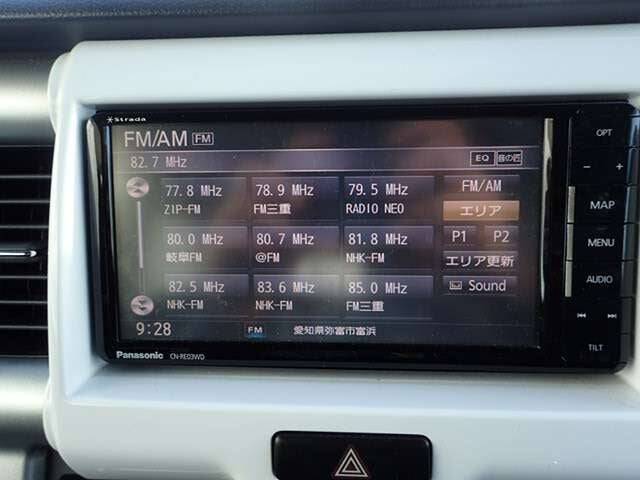 Strada
FM/AM FM
82.7 MHz EQ 音の匠
77.8 MHz 78.9 MHz 79.5 MHz FM/AM
ZIP-FM FM三重 RADIO NEO エリア
80.0 MHz 80.7 MHz 81.8 MHz P1 P2
岐阜FM @FM NHK-FM エリア更新
82.5 MHz 83.6 MHz 85.0 MHz Sound
NHK-FM NHK-FM FM三重
9:28 FM 愛知県弥富市富浜
Panasonic CN-RE03WD
OPT
− +
MAP
MENU
AUDIO
TILT